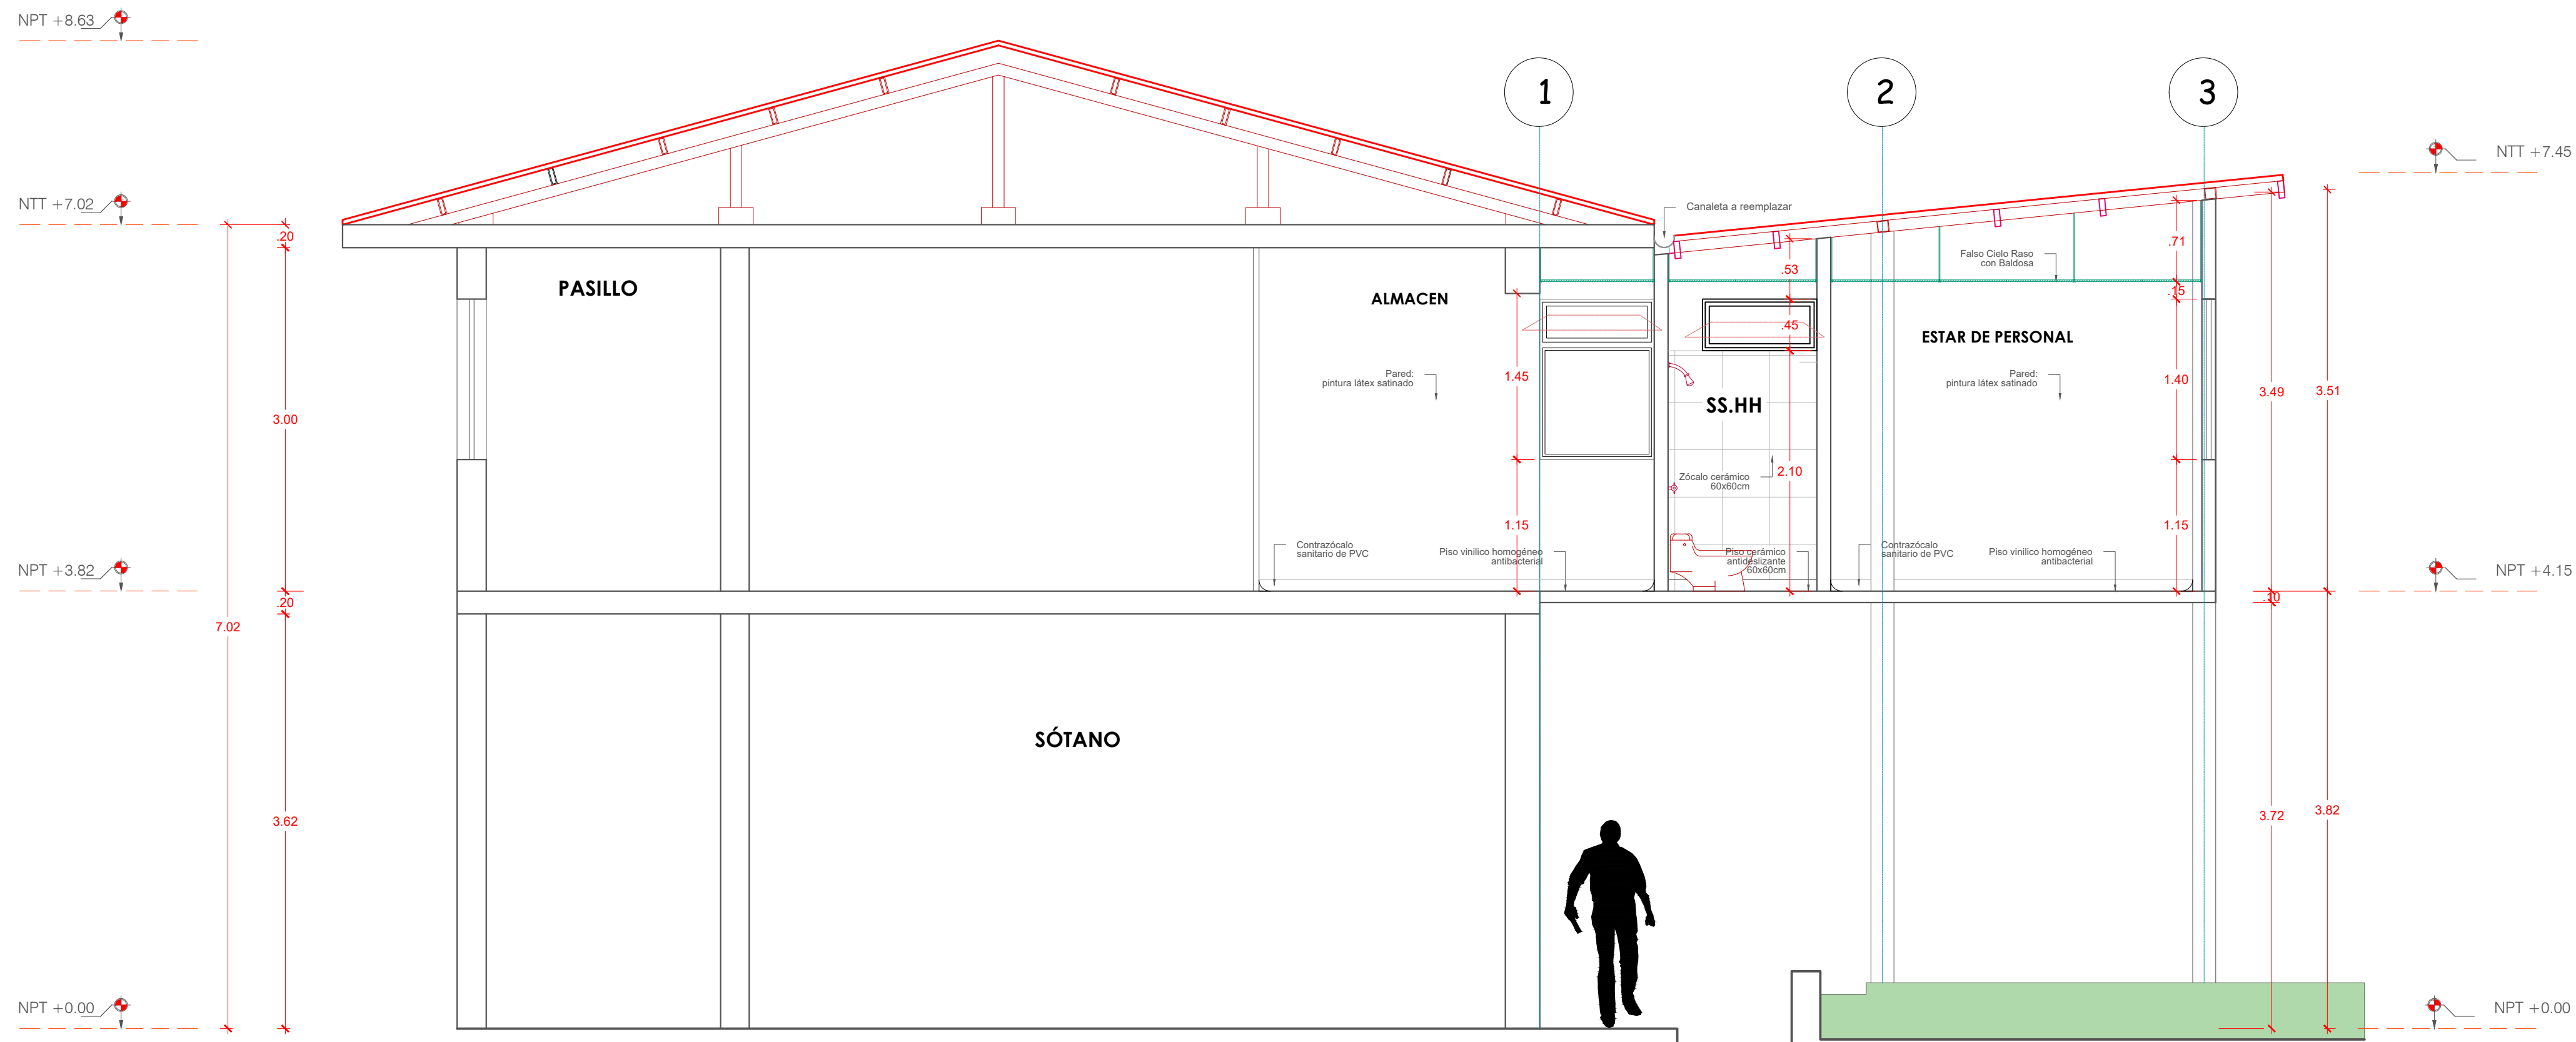 NPT +8.63
1
2
3
NTT +7.45
NTT +7.02
Canaleta a reemplazar
.20
.71
.53
Falso Cielo Raso
con Baldosa
PASILLO
ALMACEN
.15
.45
ESTAR DE PERSONAL
Pared:
pintura látex satinado
1.45
Pared:
pintura látex satinado
1.40
3.49
3.51
3.00
SS.HH
Zócalo cerámico
60x60cm
2.10
1.15
1.15
Contrazócalo
sanitario de PVC
Piso vinilico homogéneo
antibacterial
Piso cerámico
antideslizante
60x60cm
Contrazócalo
sanitario de PVC
Piso vinilico homogéneo
antibacterial
NPT +3.82
NPT +4.15
.20
.10
7.02
SÓTANO
3.62
3.72
3.82
NPT +0.00
NPT +0.00